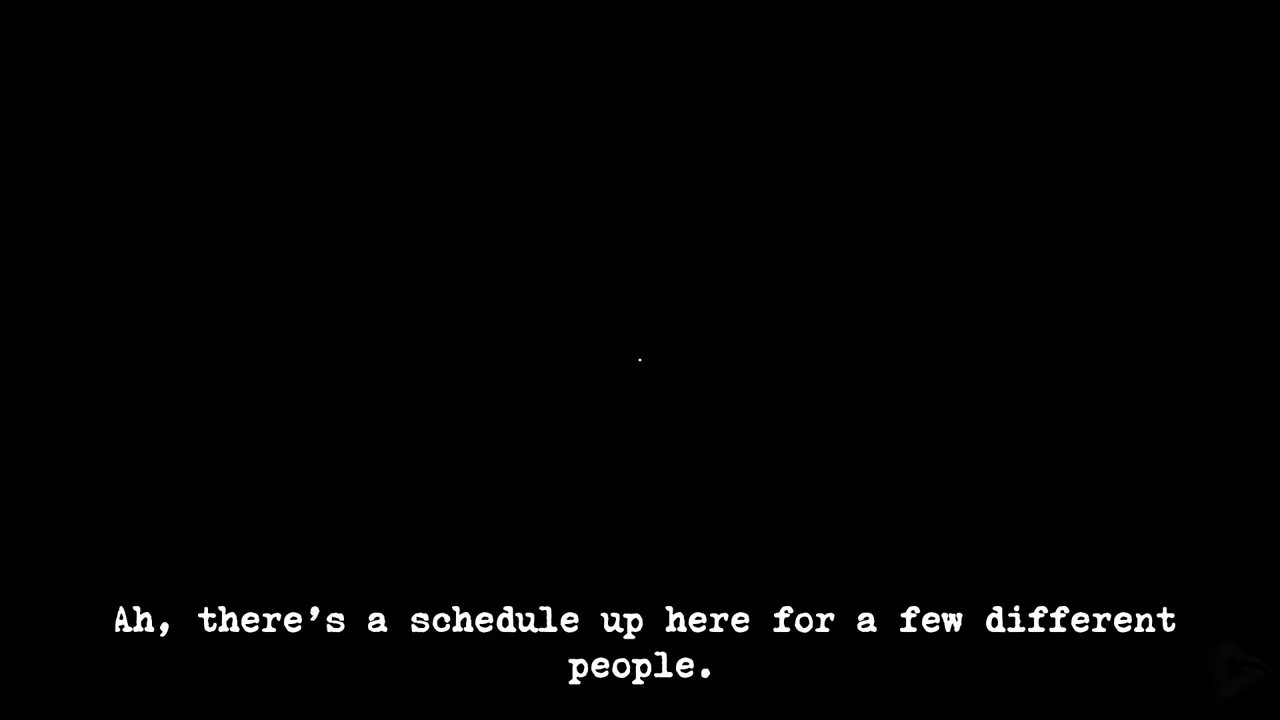 Ah, there’s a schedule up here for a few different
people.